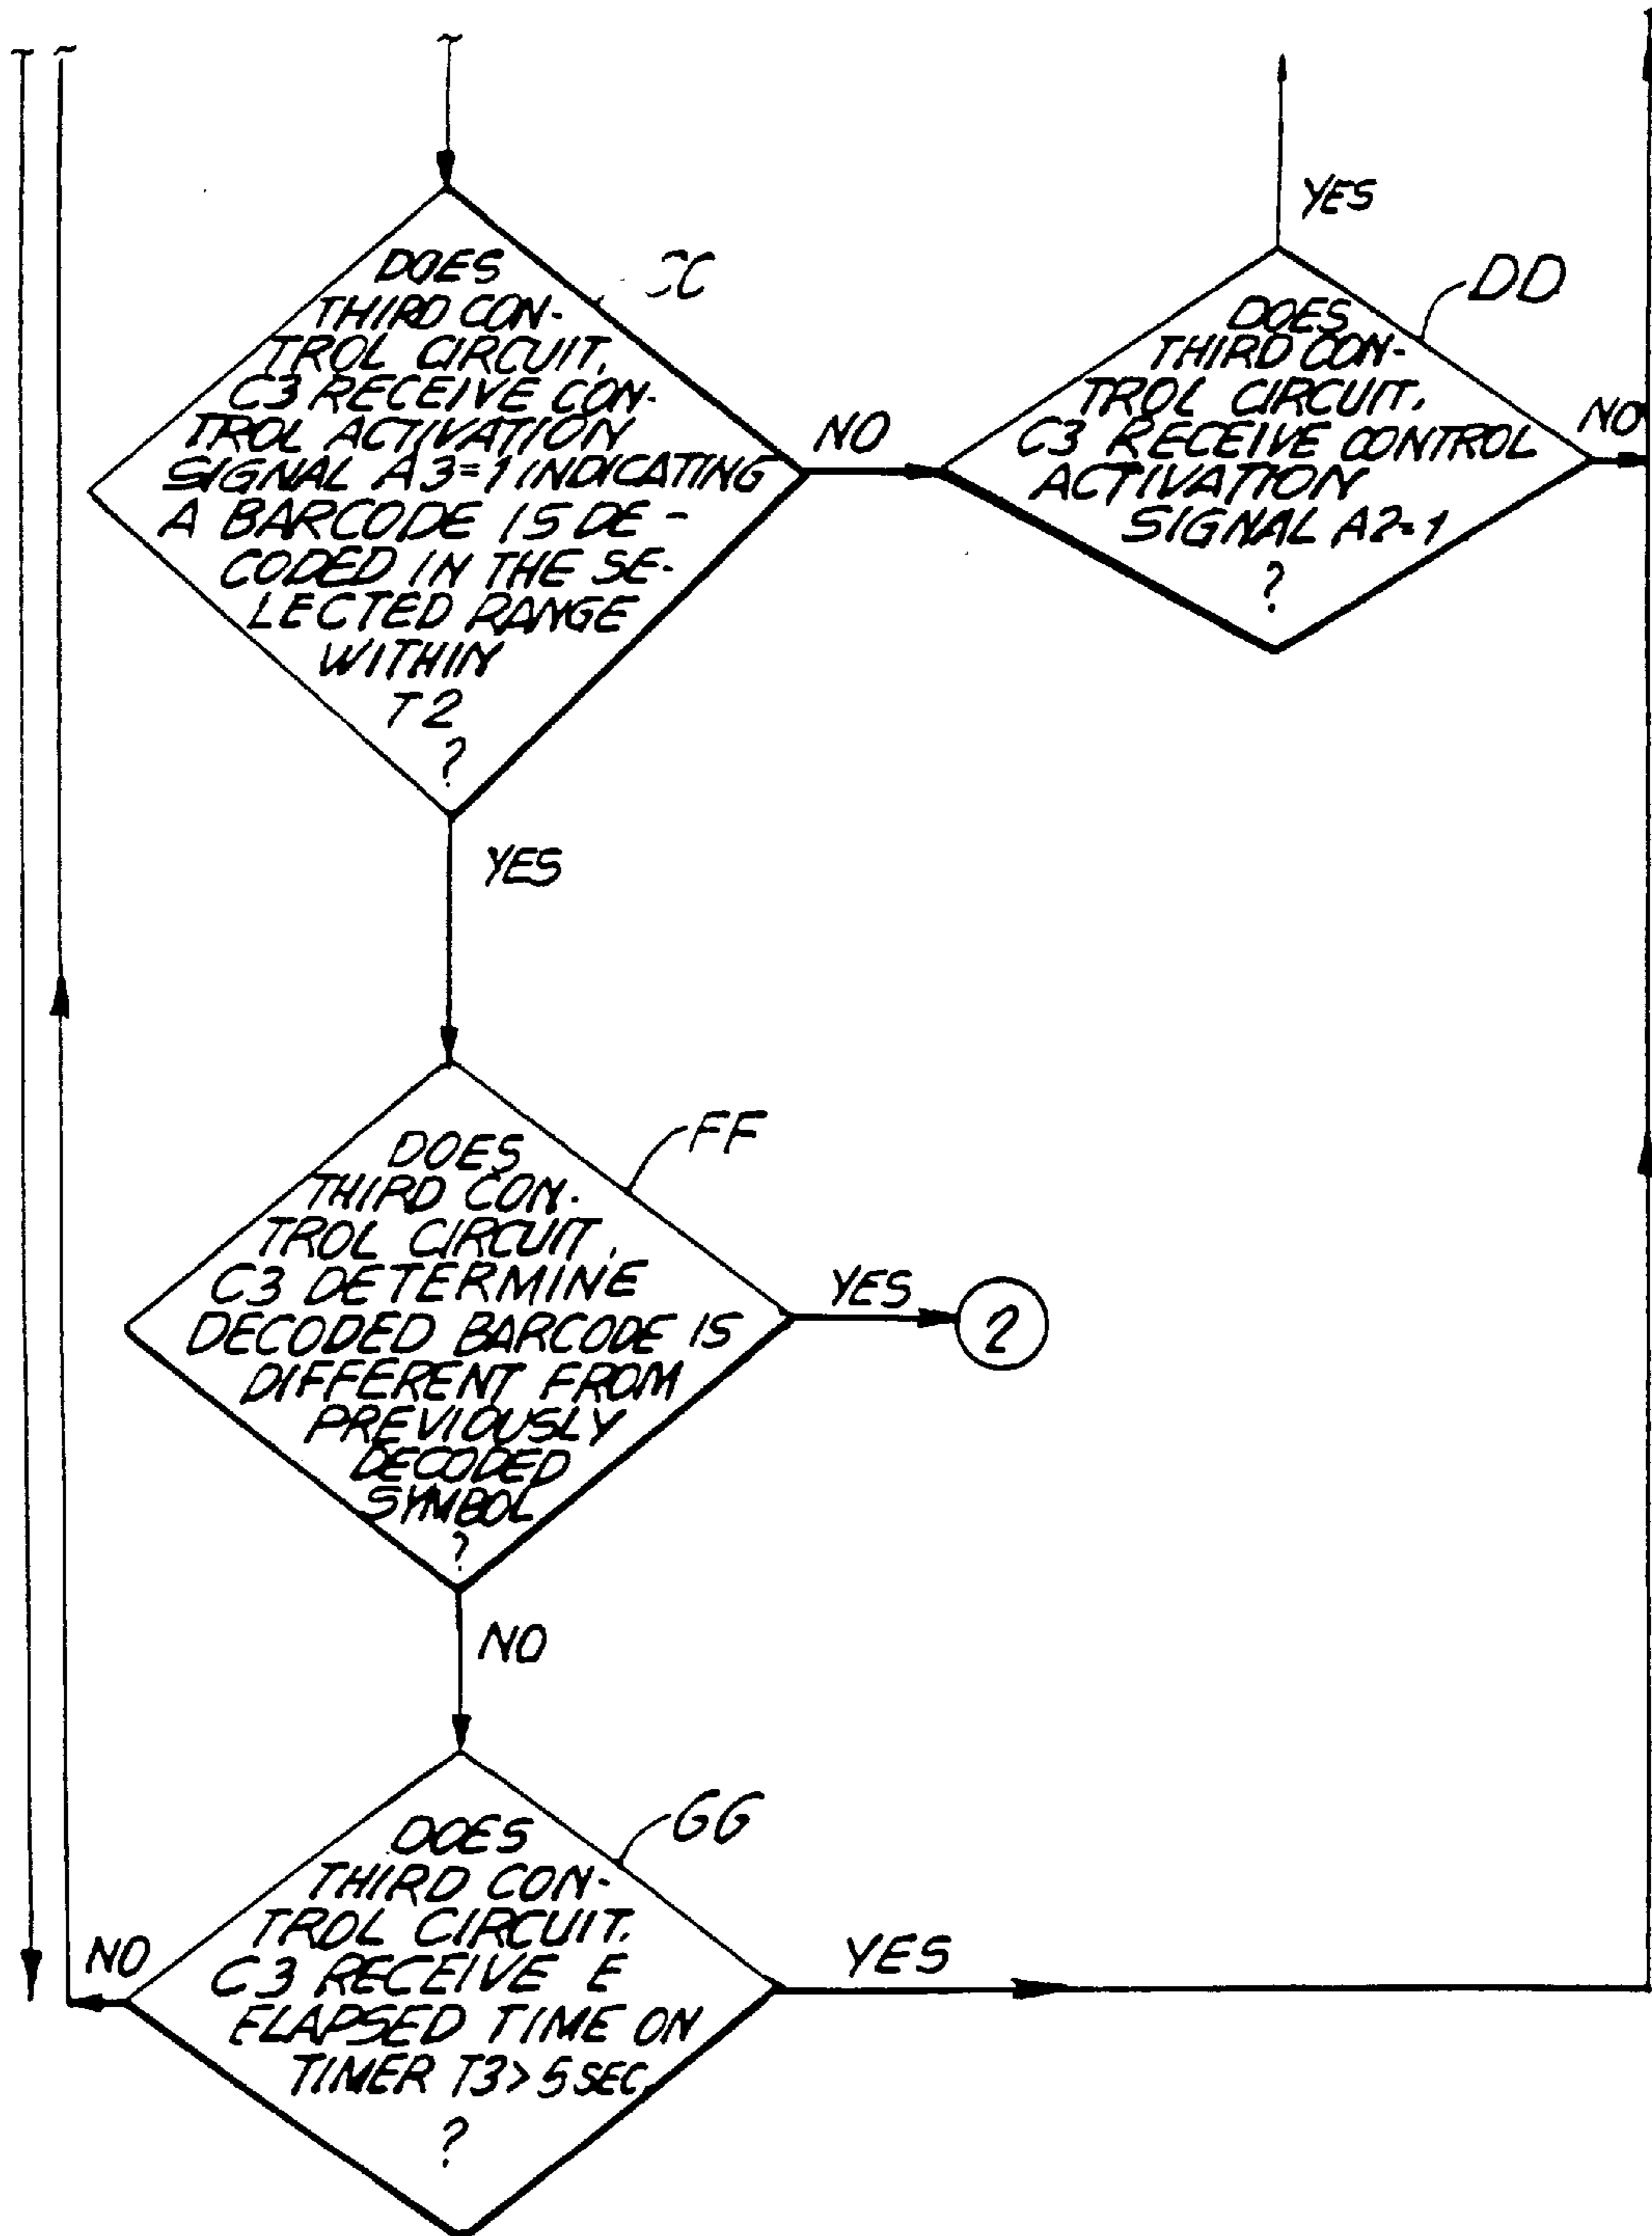 DOES
THIRD CON-
TROL CIRCUIT,
C3 RECEIVE CON-
TROL ACTIVATION
SIGNAL A3=1 INDICATING
A BARCODE IS DE-
CODED IN THE SE-
LECTED RANGE
WITHIN
T2
?
NO
YES
YES
DD
DOES
THIRD CON-
TROL CIRCUIT,
C3 RECEIVE CONTROL
ACTIVATION
SIGNAL A2=1
?
NO
FF
DOES
THIRD CON-
TROL CIRCUIT,
C3 DETERMINE
DECODED BARCODE IS
DIFFERENT FROM
PREVIOUSLY
DECODED
SYMBOL
?
YES
2
NO
GG
DOES
THIRD CON-
TROL CIRCUIT,
C3 RECEIVE E
ELAPSED TIME ON
TIMER T3>5 SEC.
?
NO
YES